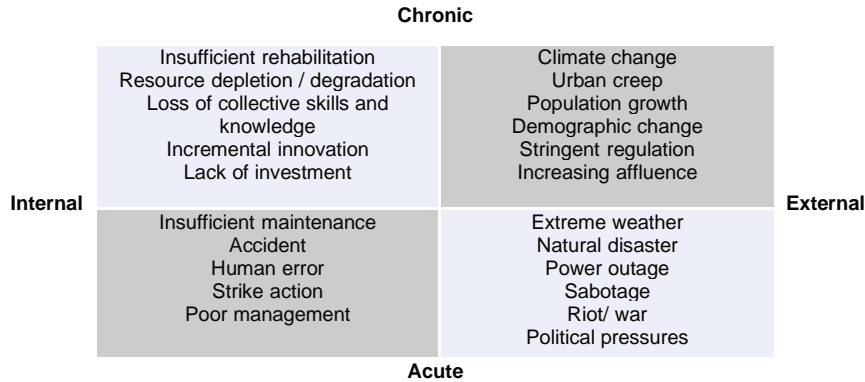 Chronic
Insufficient rehabilitation
Resource depletion / degradation
Loss of collective skills and
knowledge
Incremental innovation
Lack of investment
Climate change
Urban creep
Population growth
Demographic change
Stringent regulation
Increasing affluence
Internal
External
Insufficient maintenance
Accident
Human error
Strike action
Poor management
Extreme weather
Natural disaster
Power outage
Sabotage
Riot/ war
Political pressures
Acute